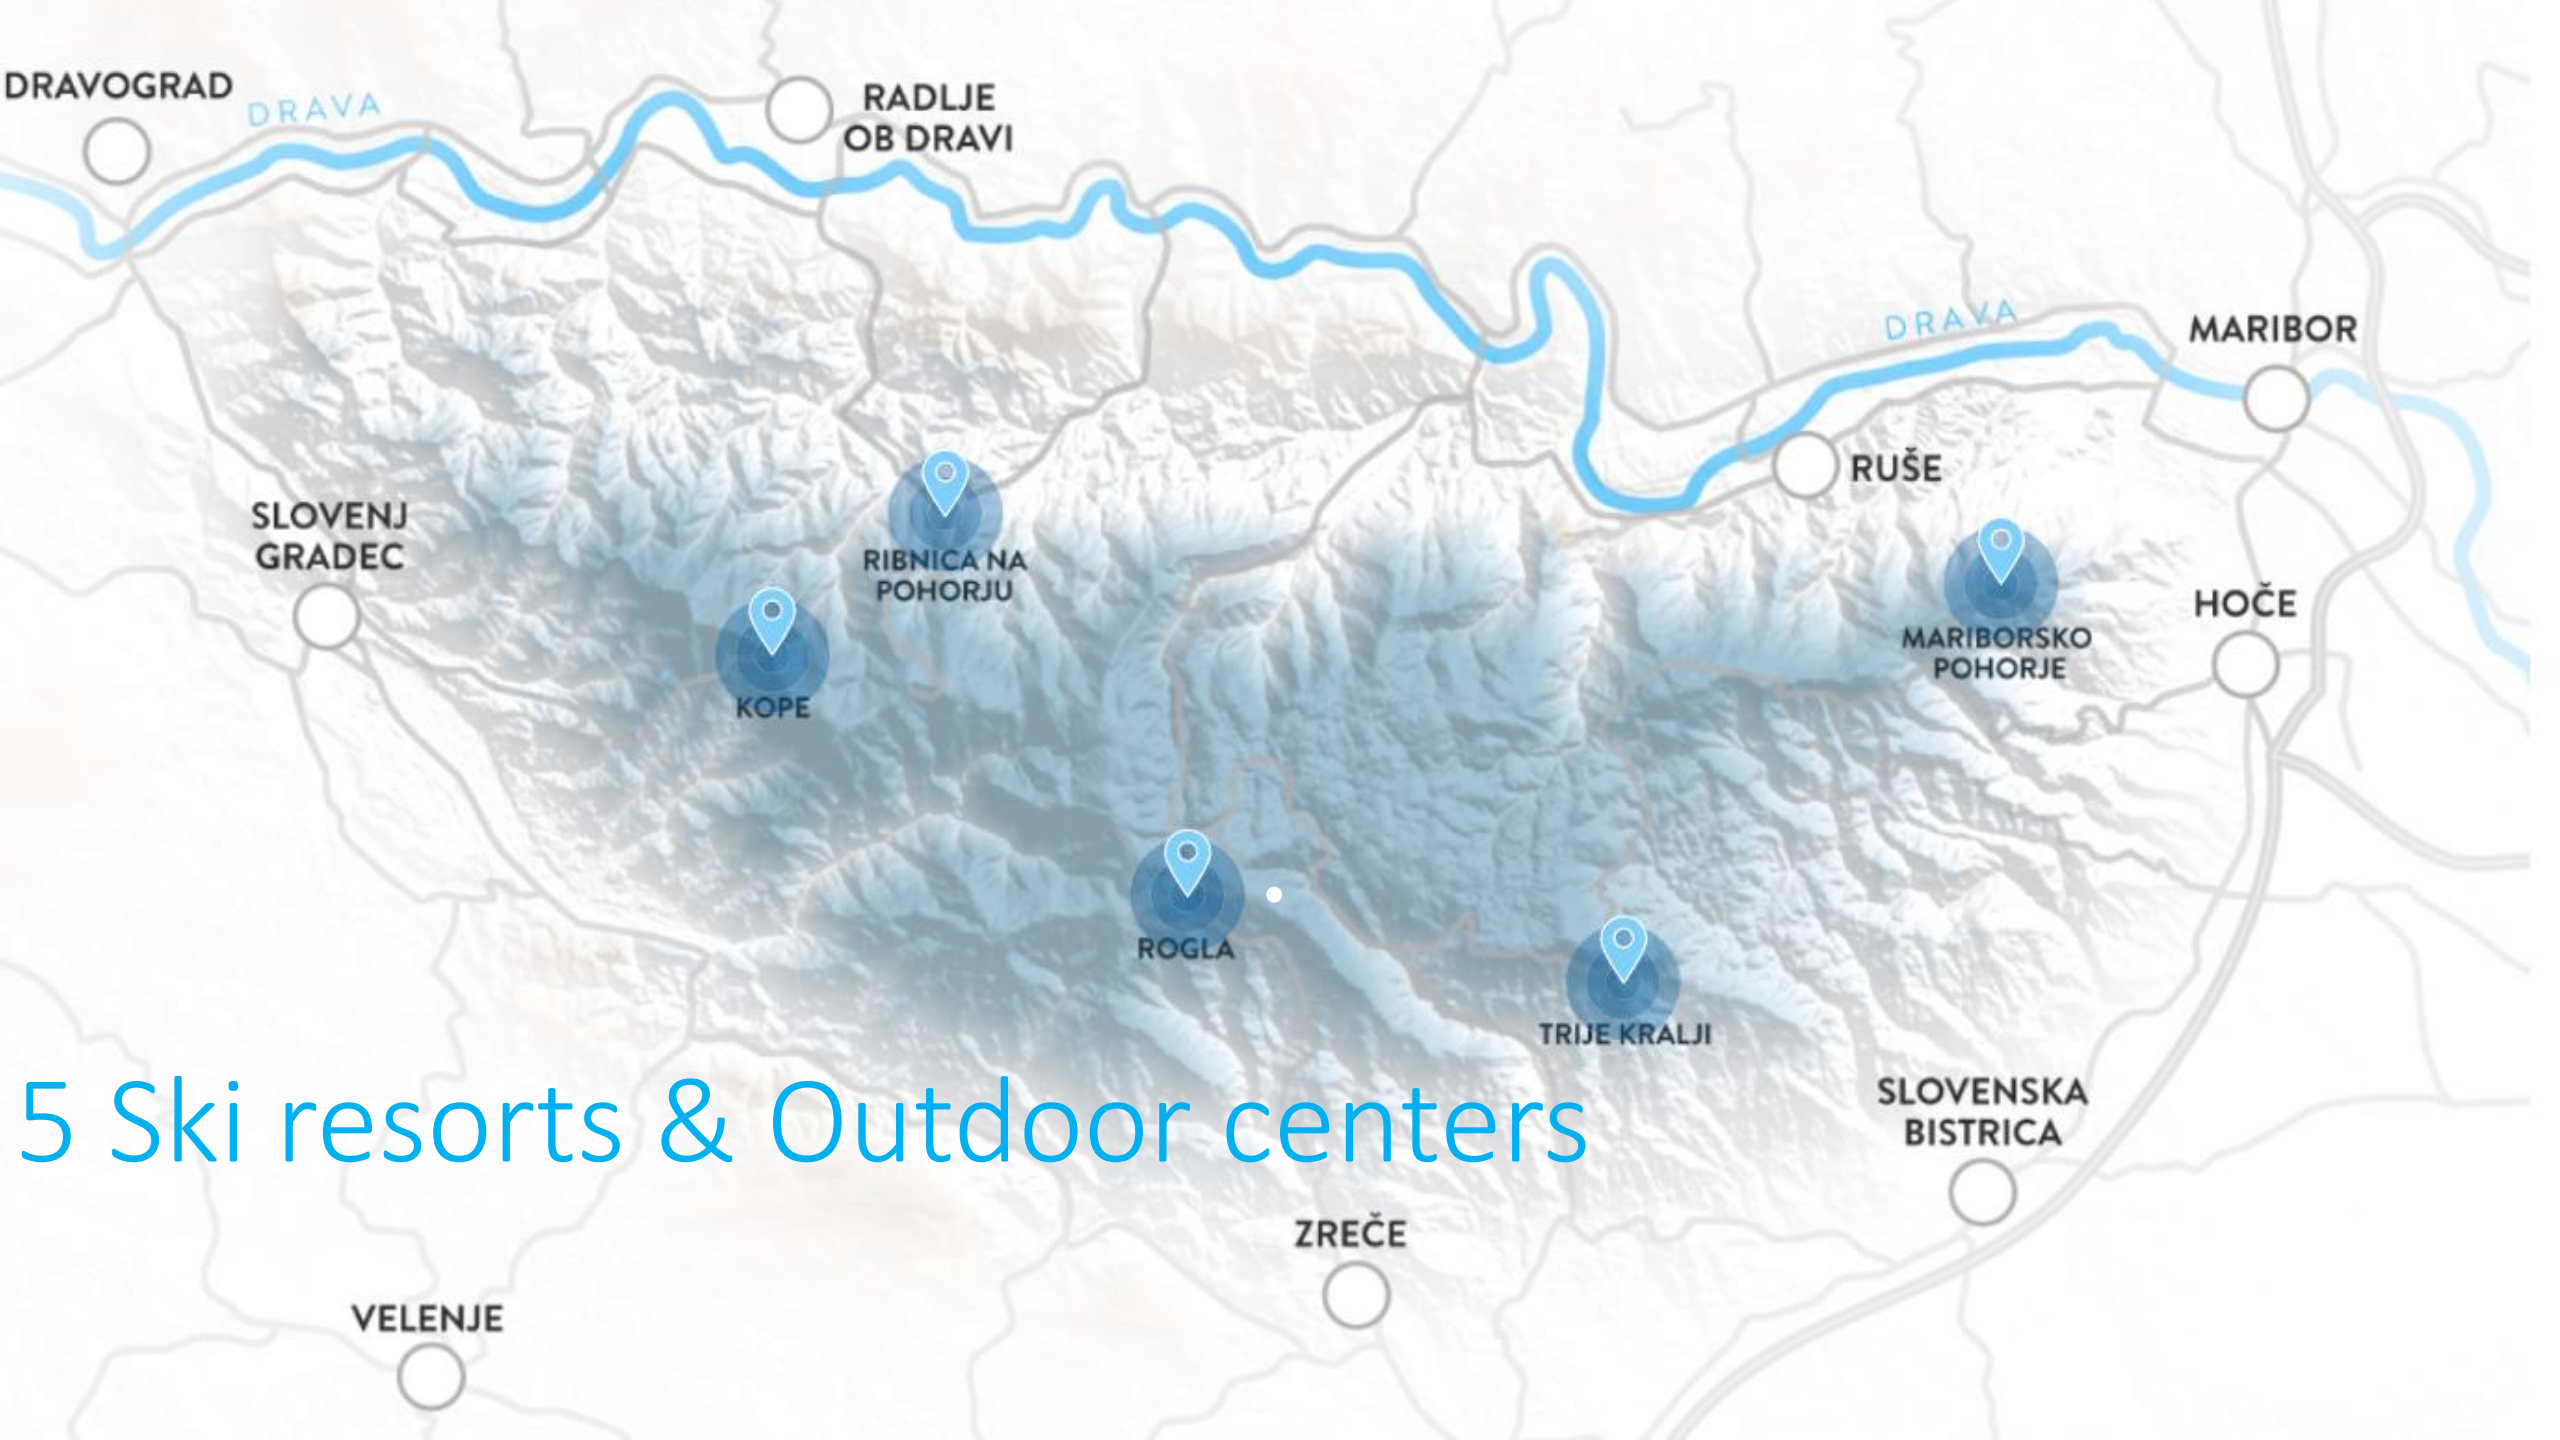 DRAVOGRAD
DRAVA
RADLJE
OB DRAVI
DRAVA
MARIBOR
RUŠE
SLOVENJ
GRADEC
RIBNICA NA
POHORJU
HOČE
MARIBORSKO
POHORJE
KOPE
ROGLA
TRIJE KRALJI
5 Ski resorts & Outdoor centers
SLOVENSKA
BISTRICA
ZREČE
VELENJE